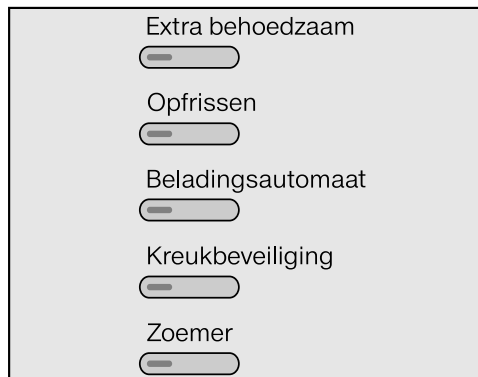 Extra behoedzaam
Opfrissen
Beladingsautomaat
Kreukbeveiliging
Zoemer